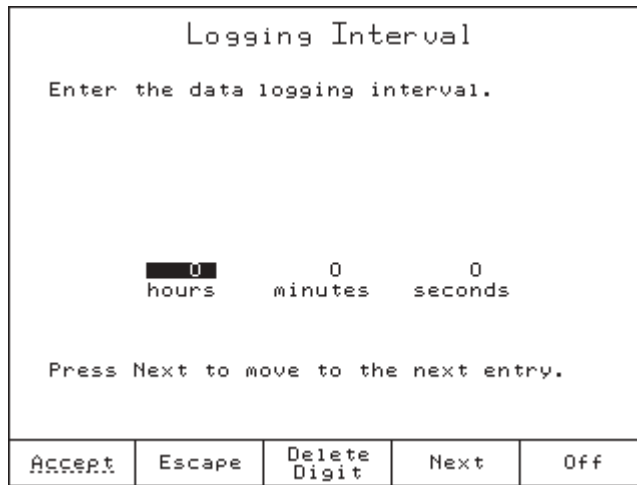 Logging Interval
Enter the data logging interval.
0 0 0
hours minutes seconds
Press Next to move to the next entry.
Accept Escape Delete Digit Next Off